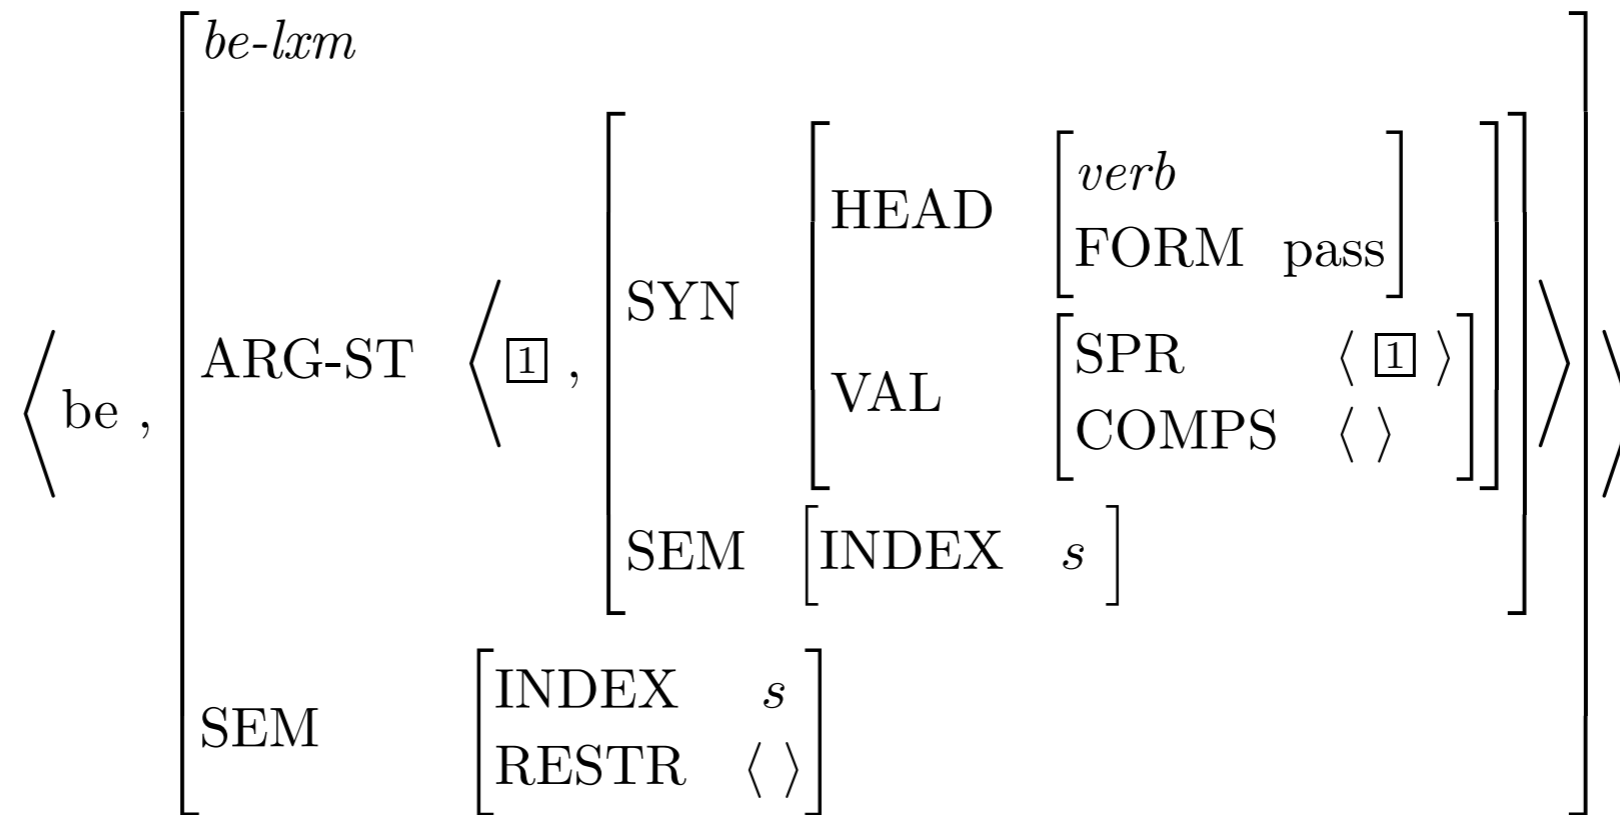 be-lxm
verb
HEAD
FORM pass
SYN
⟨ be , ARG-ST ⟨ 1 , SPR ⟨ 1 ⟩ ⟩ ⟩
VAL
COMPS ⟨ ⟩
SEM [INDEX s]
INDEX s
SEM
RESTR ⟨ ⟩